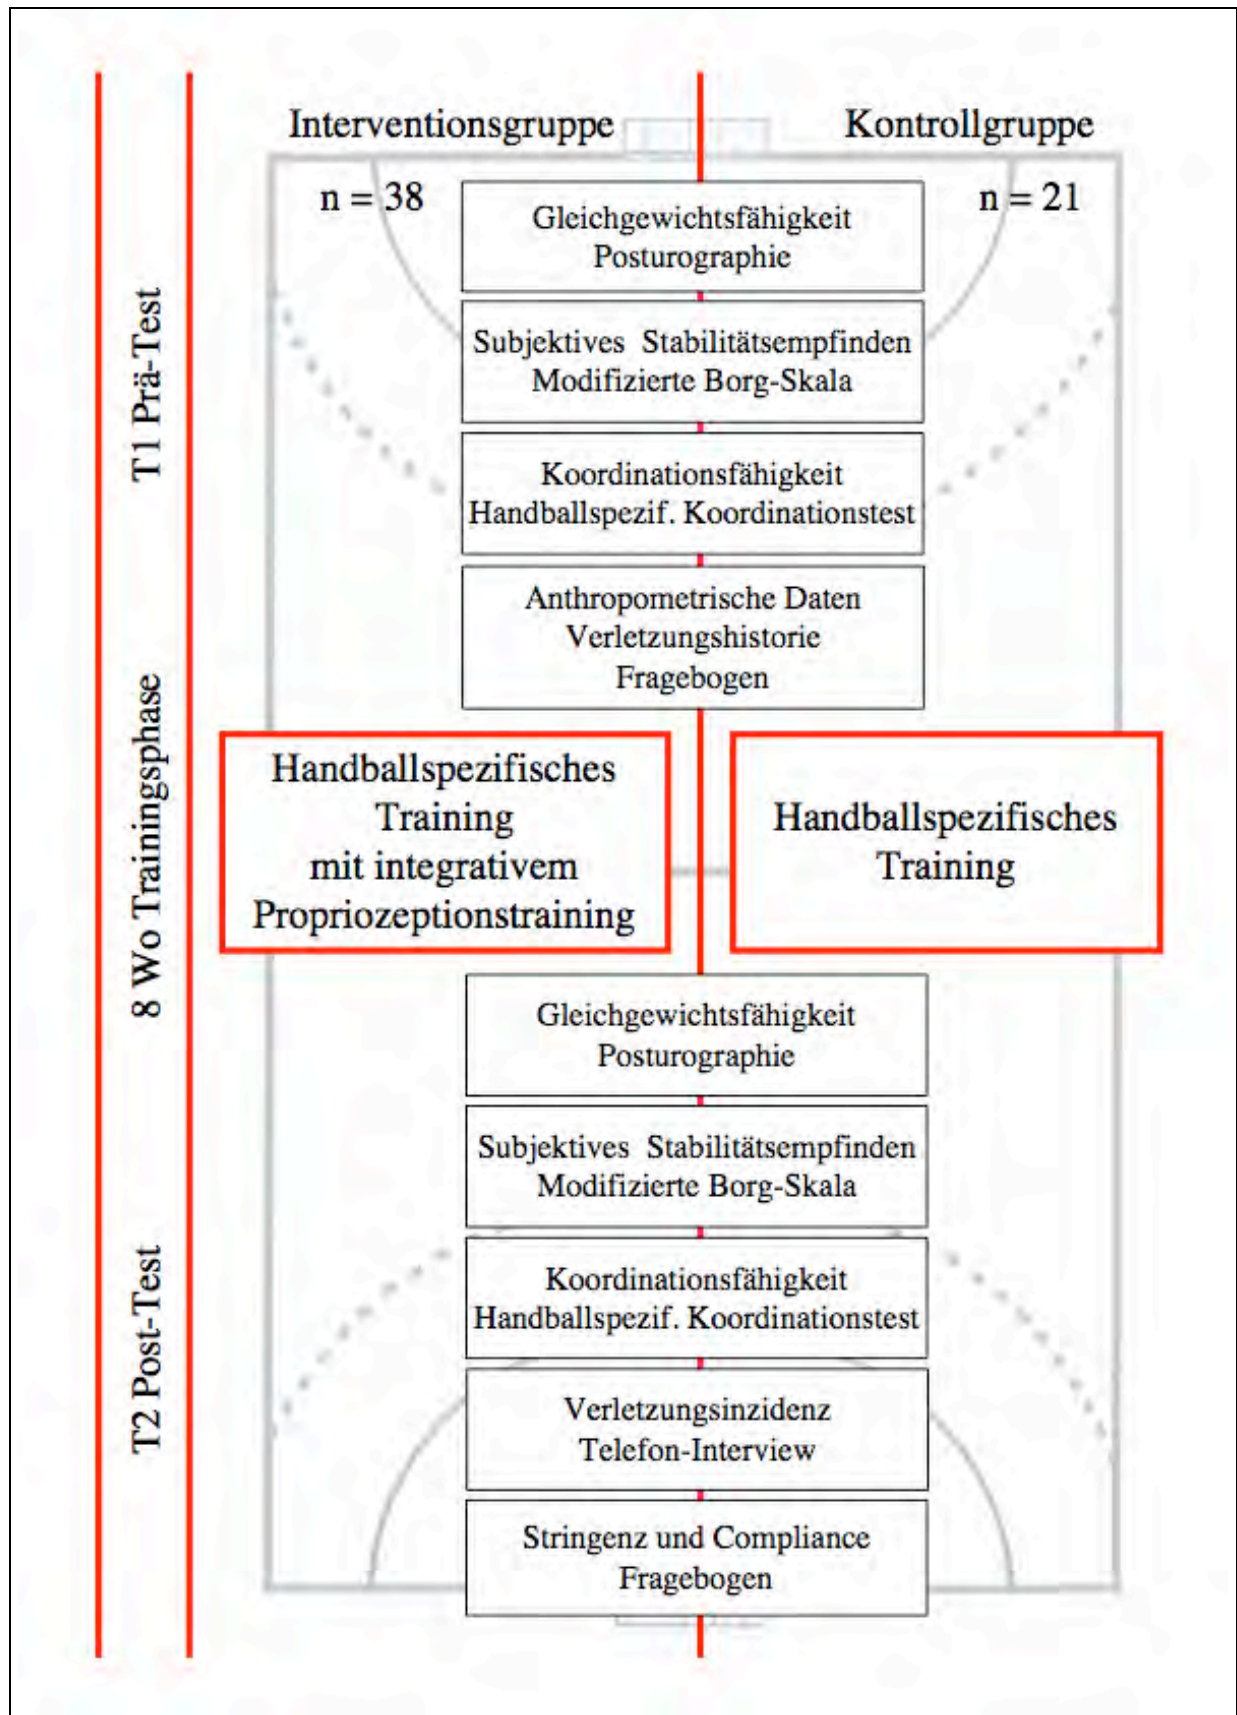 Interventionsgruppe
Kontrollgruppe
n = 38
n = 21
T1 Prä-Test
Gleichgewichtsfähigkeit
Posturographie
Subjektives Stabilitätsempfinden
Modifizierte Borg-Skala
Koordinationsfähigkeit
Handballspezif. Koordinationstest
Anthropometrische Daten
Verletzungshistorie
Fragebogen
8 Wo Trainingsphase
Handballspezifisches
Training
mit integrativem
Propriozeptionstraining
Handballspezifisches
Training
T2 Post-Test
Gleichgewichtsfähigkeit
Posturographie
Subjektives Stabilitätsempfinden
Modifizierte Borg-Skala
Koordinationsfähigkeit
Handballspezif. Koordinationstest
Verletzungsinzidenz
Telefon-Interview
Stringenz und Compliance
Fragebogen